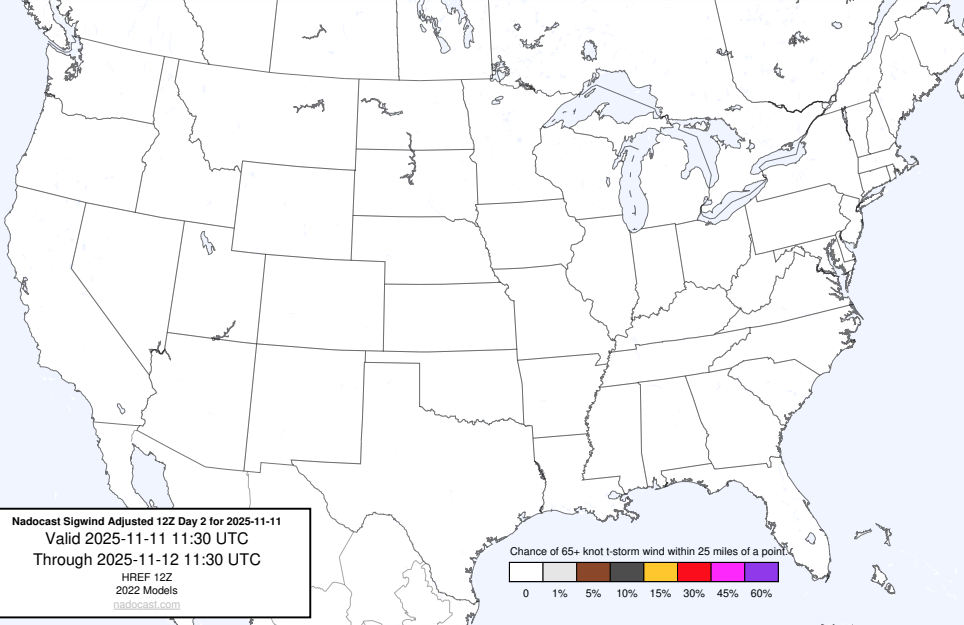 Nadocast Sigwind Adjusted 12Z Day 2 for 2025-11-11
Valid 2025-11-11 11:30 UTC
Through 2025-11-12 11:30 UTC
HREF 12Z
2022 Models
nadocast.com
Chance of 65+ knot t-storm wind within 25 miles of a point.
0 1% 5% 10% 15% 30% 45% 60%